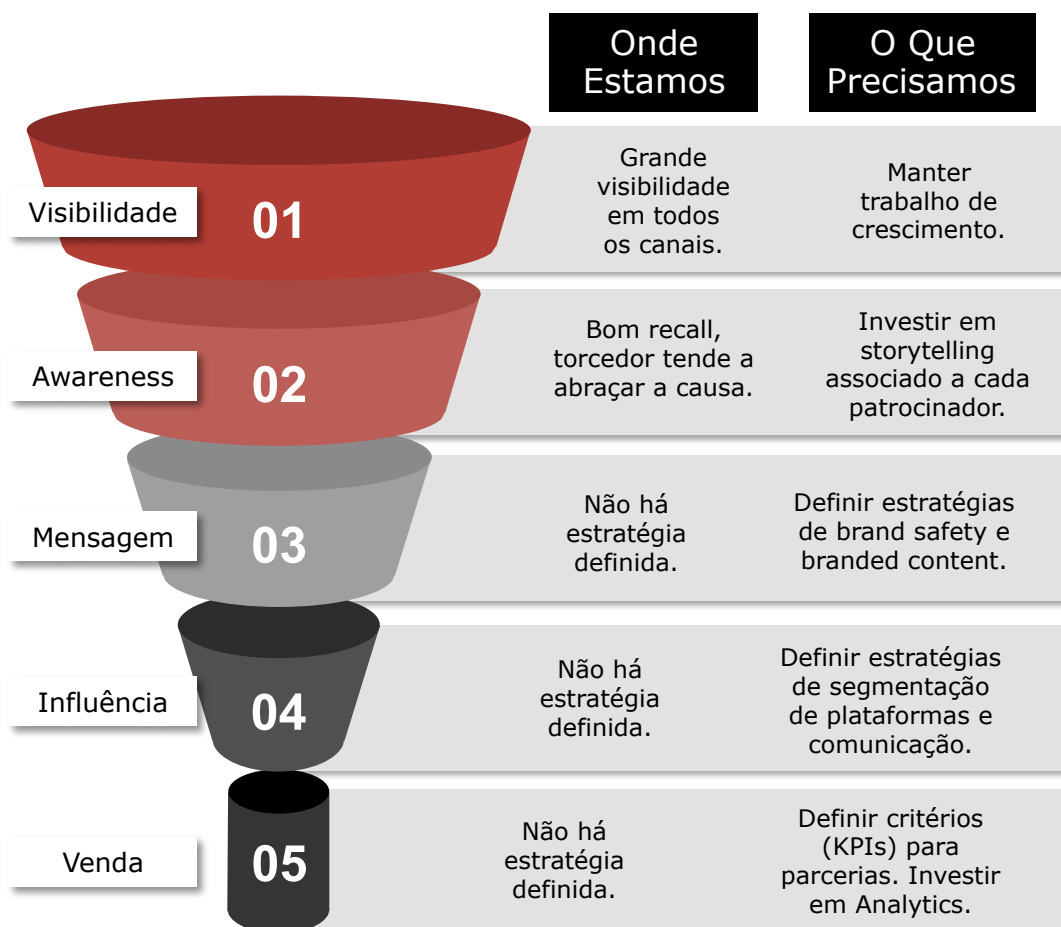 Onde
Estamos
O Que
Precisamos
Visibilidade
01
Grande
visibilidade
em todos
os canais.
Manter
trabalho de
crescimento.
Awareness
02
Bom recall,
torcedor tende a
abraçar a causa.
Investir em
storytelling
associado a cada
patrocinador.
Mensagem
03
Não há
estratégia
definida.
Definir estratégias
de brand safety e
branded content.
Influência
04
Não há
estratégia
definida.
Definir estratégias
de segmentação
de plataformas e
comunicação.
Venda
05
Não há
estratégia
definida.
Definir critérios
(KPIs) para
parcerias. Investir
em Analytics.